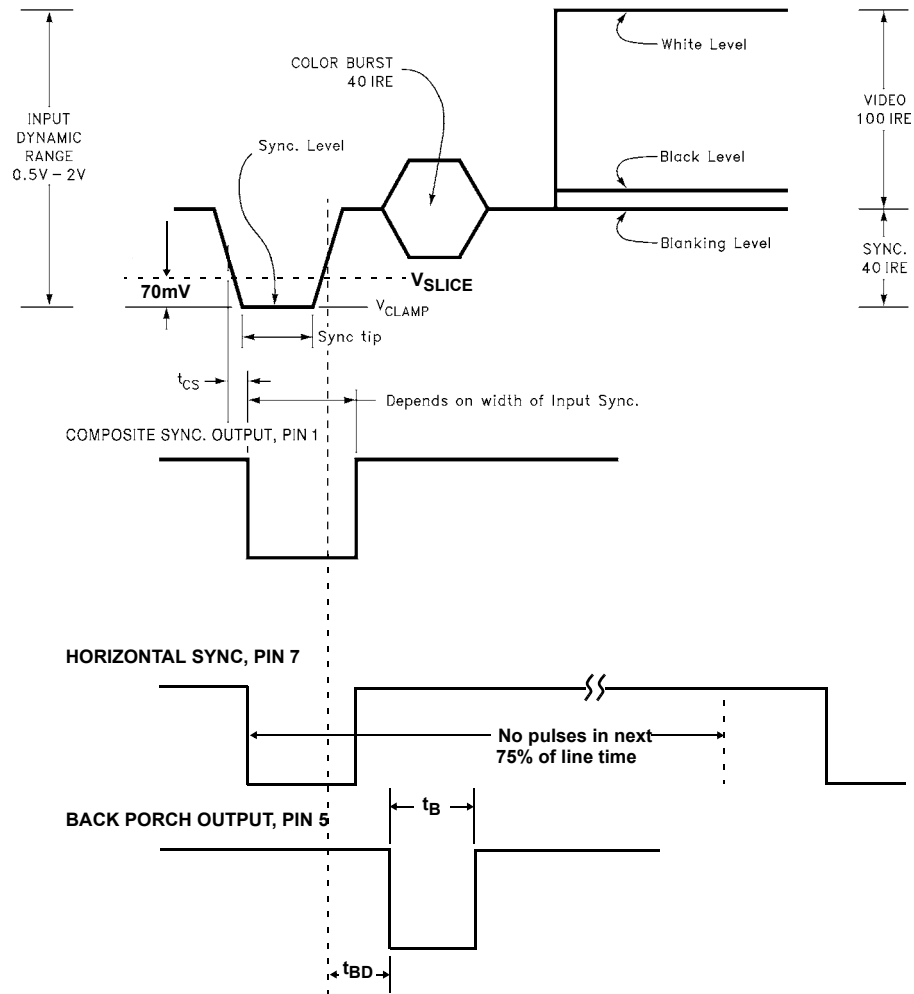 White Level
COLOR BURST
40 IRE
INPUT
DYNAMIC
RANGE
0.5V – 2V
VIDEO
100 IRE
Sync. Level
Black Level
Blanking Level
SYNC.
40 IRE
70mV
VSLICE
VCLAMP
Sync tip
tCS
Depends on width of Input Sync.
COMPOSITE SYNC. OUTPUT, PIN 1
HORIZONTAL SYNC, PIN 7
No pulses in next
75% of line time
tB
BACK PORCH OUTPUT, PIN 5
tBD